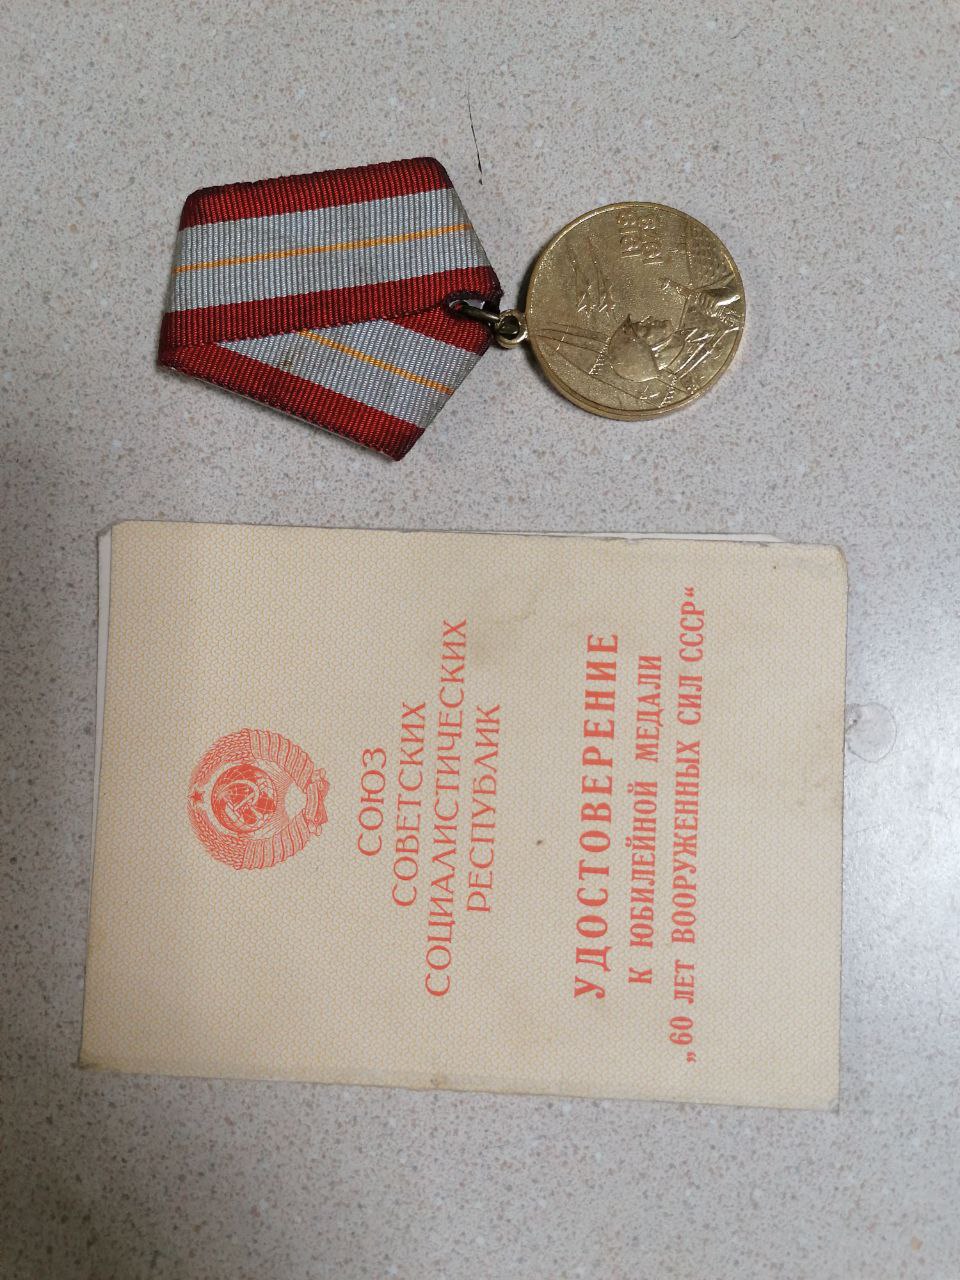 1918
1978
СОЮЗ
СОВЕТСКИХ
СОЦИАЛИСТИЧЕСКИХ
РЕСПУБЛИК
УДОСТОВЕРЕНИЕ
К ЮБИЛЕЙНОЙ МЕДАЛИ
„60 ЛЕТ ВООРУЖЕННЫХ СИЛ СССР“